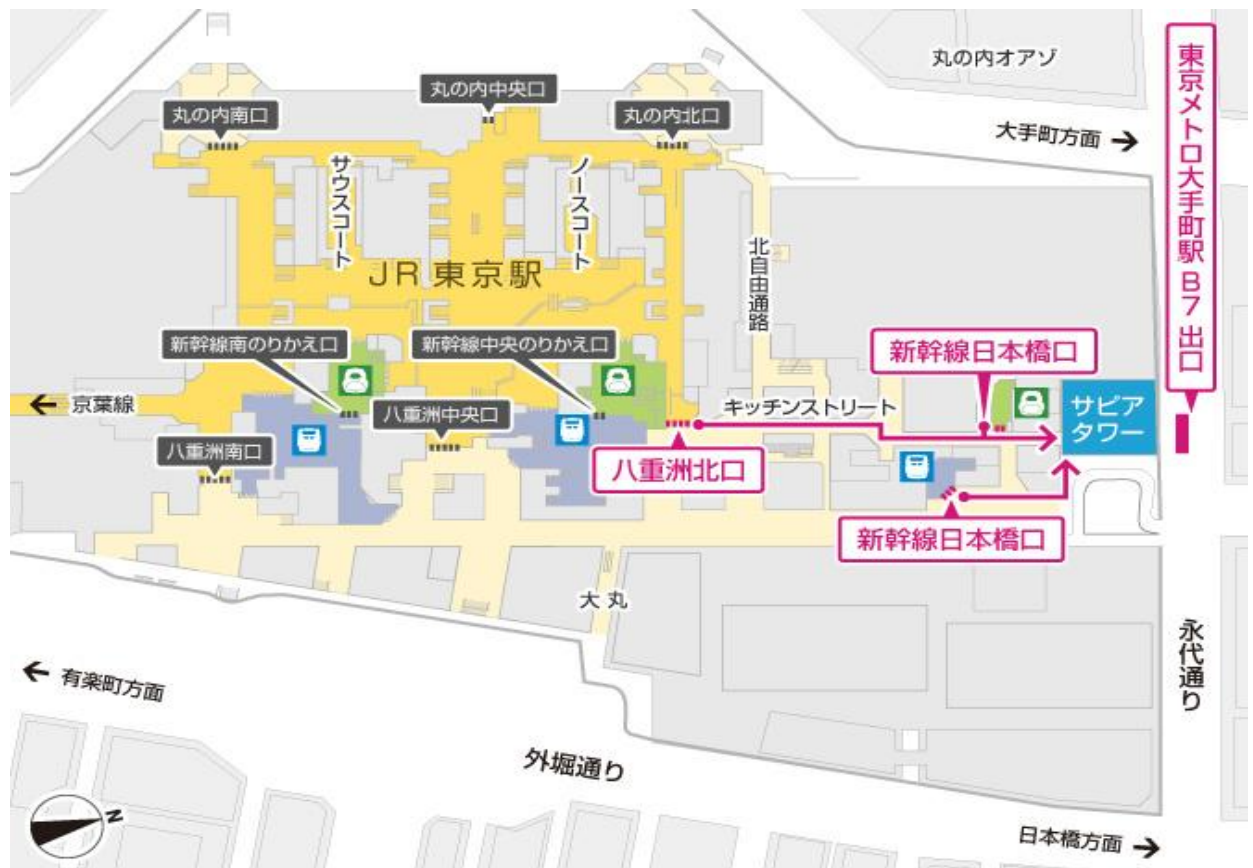 丸の内オアゾ
丸の内中央口
丸の内南口
丸の内北口
大手町方面
東京メトロ大手町駅 B7 出口
サウスコート
ノースコート
北自由通路
JR 東京駅
新幹線南のりかえ口
新幹線中央のりかえ口
新幹線日本橋口
京葉線
八重洲中央口
キッチンストリート
サピア
タワー
八重洲南口
八重洲北口
新幹線日本橋口
大丸
永代通り
有楽町方面
外堀通り
N
日本橋方面